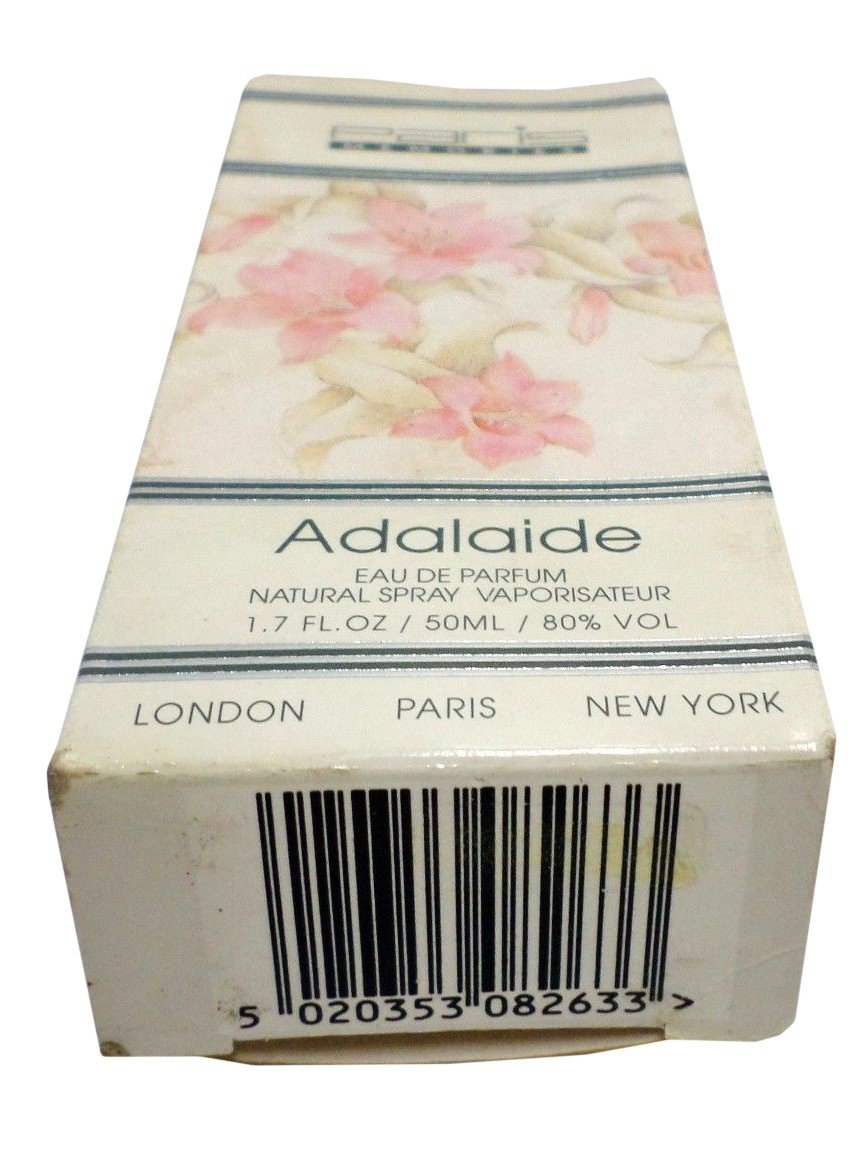 Paris
Adalaide
EAU DE PARFUM
NATURAL SPRAY VAPORISATEUR
1.7 FL.OZ / 50ML / 80% VOL
LONDON PARIS NEW YORK
5 020353 082633 >